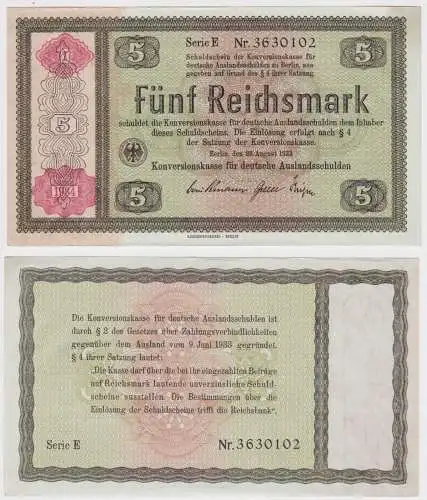 5
Serie E Nr. 3630102
5
Schuldschein der Konversionskasse für
deutsche Auslandsschulden zu Berlin, aus-
gegeben auf Grund des § 4 ihrer Satzung
Fünf Reichsmark
schuldet die Konversionskasse für deutsche Auslandsschulden dem Inhaber
dieses Schuldscheins. Die Einlösung erfolgt nach § 4
der Satzung der Konversionskasse.
Berlin, den 28. August 1933
Konversionskasse für deutsche Auslandsschulden
5
1934
5
5
REICHSDRUCKEREI · BERLIN
Die Konversionskasse für deutsche Auslandsschulden ist
durch § 2 des Gesetzes über Zahlungsverbindlichkeiten
gegenüber dem Ausland vom 9. Juni 1933 gegründet.
§ 4 ihrer Satzung lautet:
„Die Kasse darf über die bei ihr eingezahlten Beträge
auf Reichsmark lautende unverzinsliche Schuld-
scheine ausstellen. Die Bestimmungen über die
Einlösung der Schuldscheine trifft die Reichsbank“.
Serie E Nr. 3630102